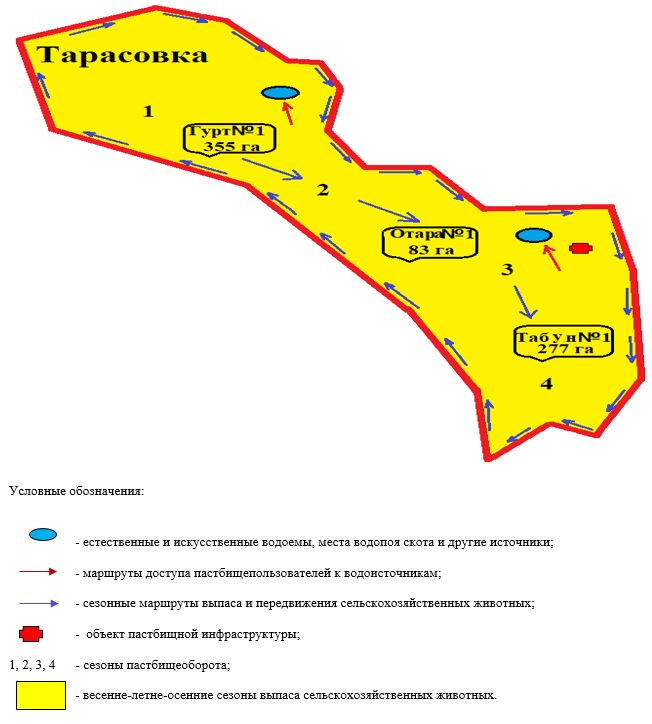 Тарасовка
1
Гурт№1
355 га
2
Отара№1
83 га
3
Табун№1
277 га
4
Условные обозначения:
- естественные и искусственные водоемы, места водопоя скота и другие источники;
- маршруты доступа пастбищепользователей к водоисточникам;
- сезонные маршруты выпаса и передвижения сельскохозяйственных животных;
- объект пастбищной инфраструктуры;
1, 2, 3, 4 - сезоны пастбищеоборота;
- весенне-летне-осенние сезоны выпаса сельскохозяйственных животных.